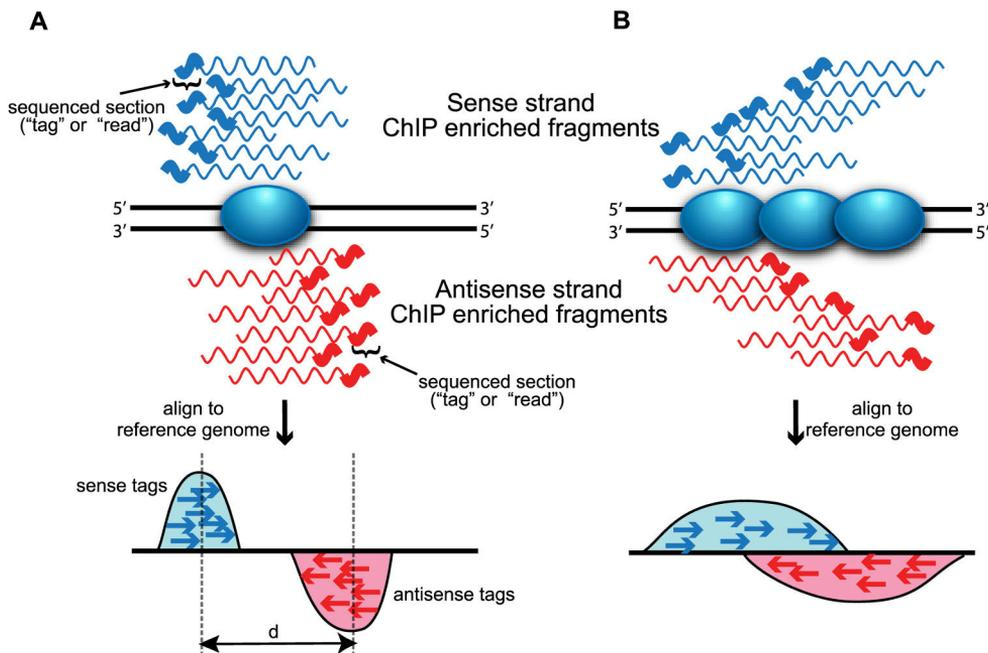 A
B
sequenced section
(“tag” or “read”)
Sense strand
ChIP enriched fragments
5′
3′
3′
5′
5′
3′
3′
5′
Antisense strand
ChIP enriched fragments
sequenced section
(“tag” or “read”)
align to
reference genome
align to
reference genome
sense tags
antisense tags
d